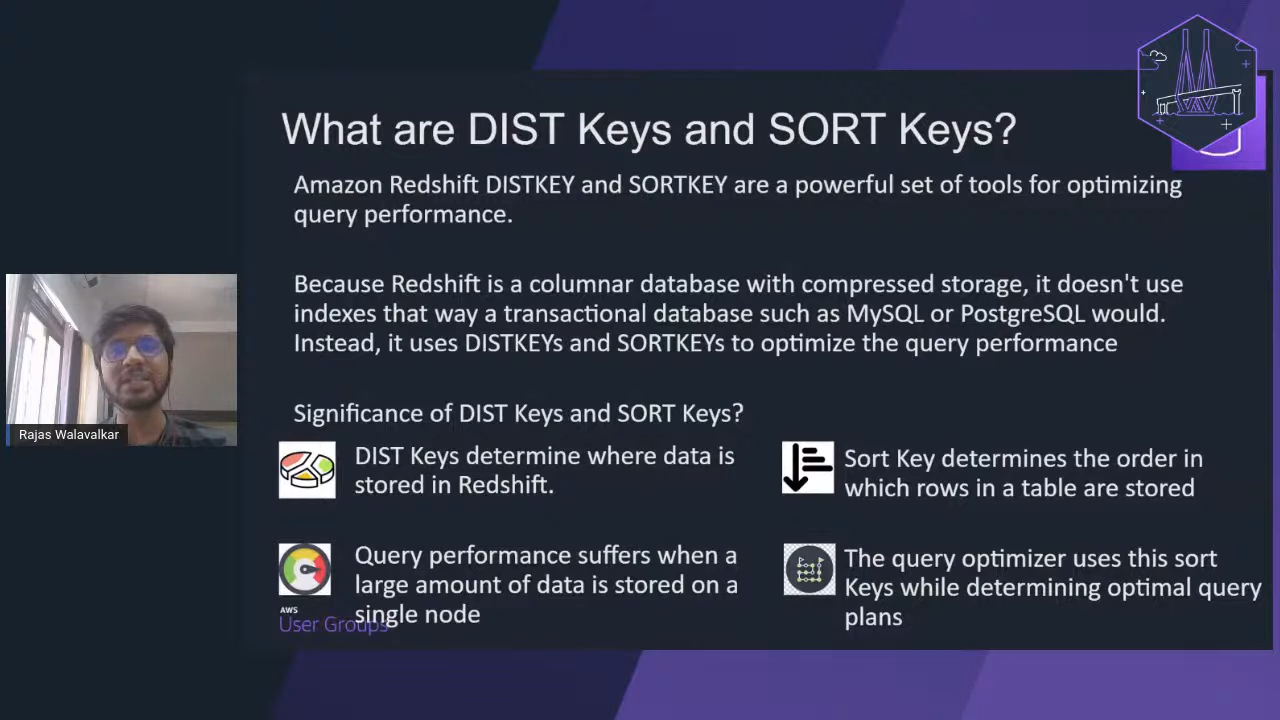 What are DIST Keys and SORT Keys?
Amazon Redshift DISTKEY and SORTKEY are a powerful set of tools for optimizing
query performance.
Because Redshift is a columnar database with compressed storage, it doesn't use
indexes that way a transactional database such as MySQL or PostgreSQL would.
Instead, it uses DISTKEYs and SORTKEYs to optimize the query performance
Significance of DIST Keys and SORT Keys?
DIST Keys determine where data is
stored in Redshift.
Sort Key determines the order in
which rows in a table are stored
Query performance suffers when a
large amount of data is stored on a
single node
The query optimizer uses this sort
Keys while determining optimal query
plans
AWS
User Groups
Rajas Walavalkar